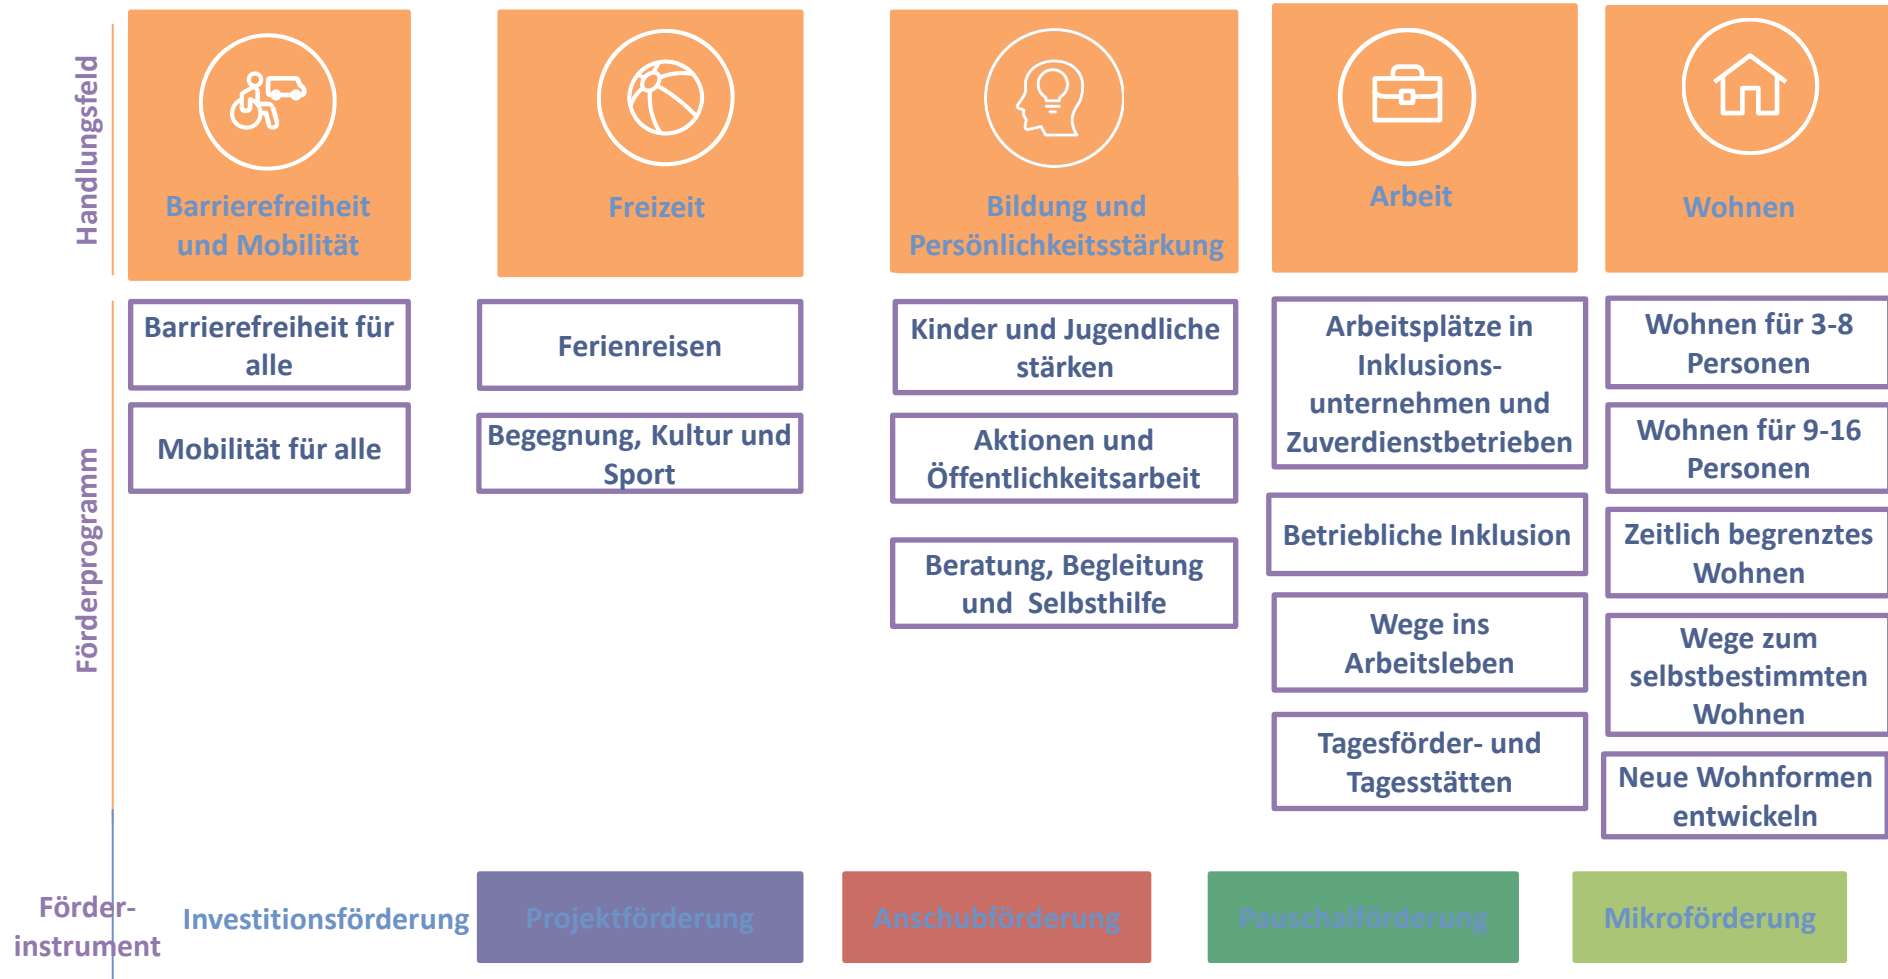 Handlungsfeld
Barrierefreiheit
und Mobilität
Freizeit
Bildung und
Persönlichkeitsstärkung
Arbeit
Wohnen
Förderprogramm
Barrierefreiheit für
alle
Mobilität für alle
Ferienreisen
Begegnung, Kultur und
Sport
Kinder und Jugendliche
stärken
Aktionen und
Öffentlichkeitsarbeit
Beratung, Begleitung
und Selbsthilfe
Arbeitsplätze in
Inklusions-
unternehmen und
Zuverdienstbetrieben
Betriebliche Inklusion
Wege ins
Arbeitsleben
Tagesförder- und
Tagesstätten
Wohnen für 3-8
Personen
Wohnen für 9-16
Personen
Zeitlich begrenztes
Wohnen
Wege zum
selbstbestimmten
Wohnen
Neue Wohnformen
entwickeln
Förder-
instrument
Investitionsförderung
Projektförderung
Anschubförderung
Pauschalförderung
Mikroförderung